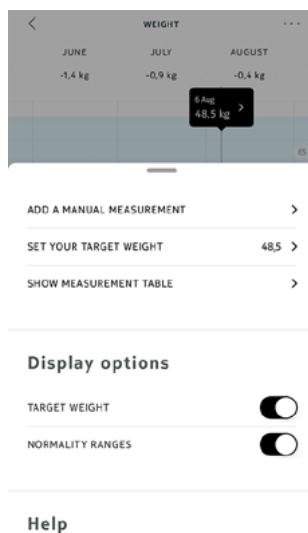 WEIGHT
JUNE JULY AUGUST
-1,4 kg -0,9 kg -0,4 kg
6 Aug
48,5 kg
65
ADD A MANUAL MEASUREMENT
SET YOUR TARGET WEIGHT 48,5
SHOW MEASUREMENT TABLE
Display options
TARGET WEIGHT
NORMALITY RANGES
Help